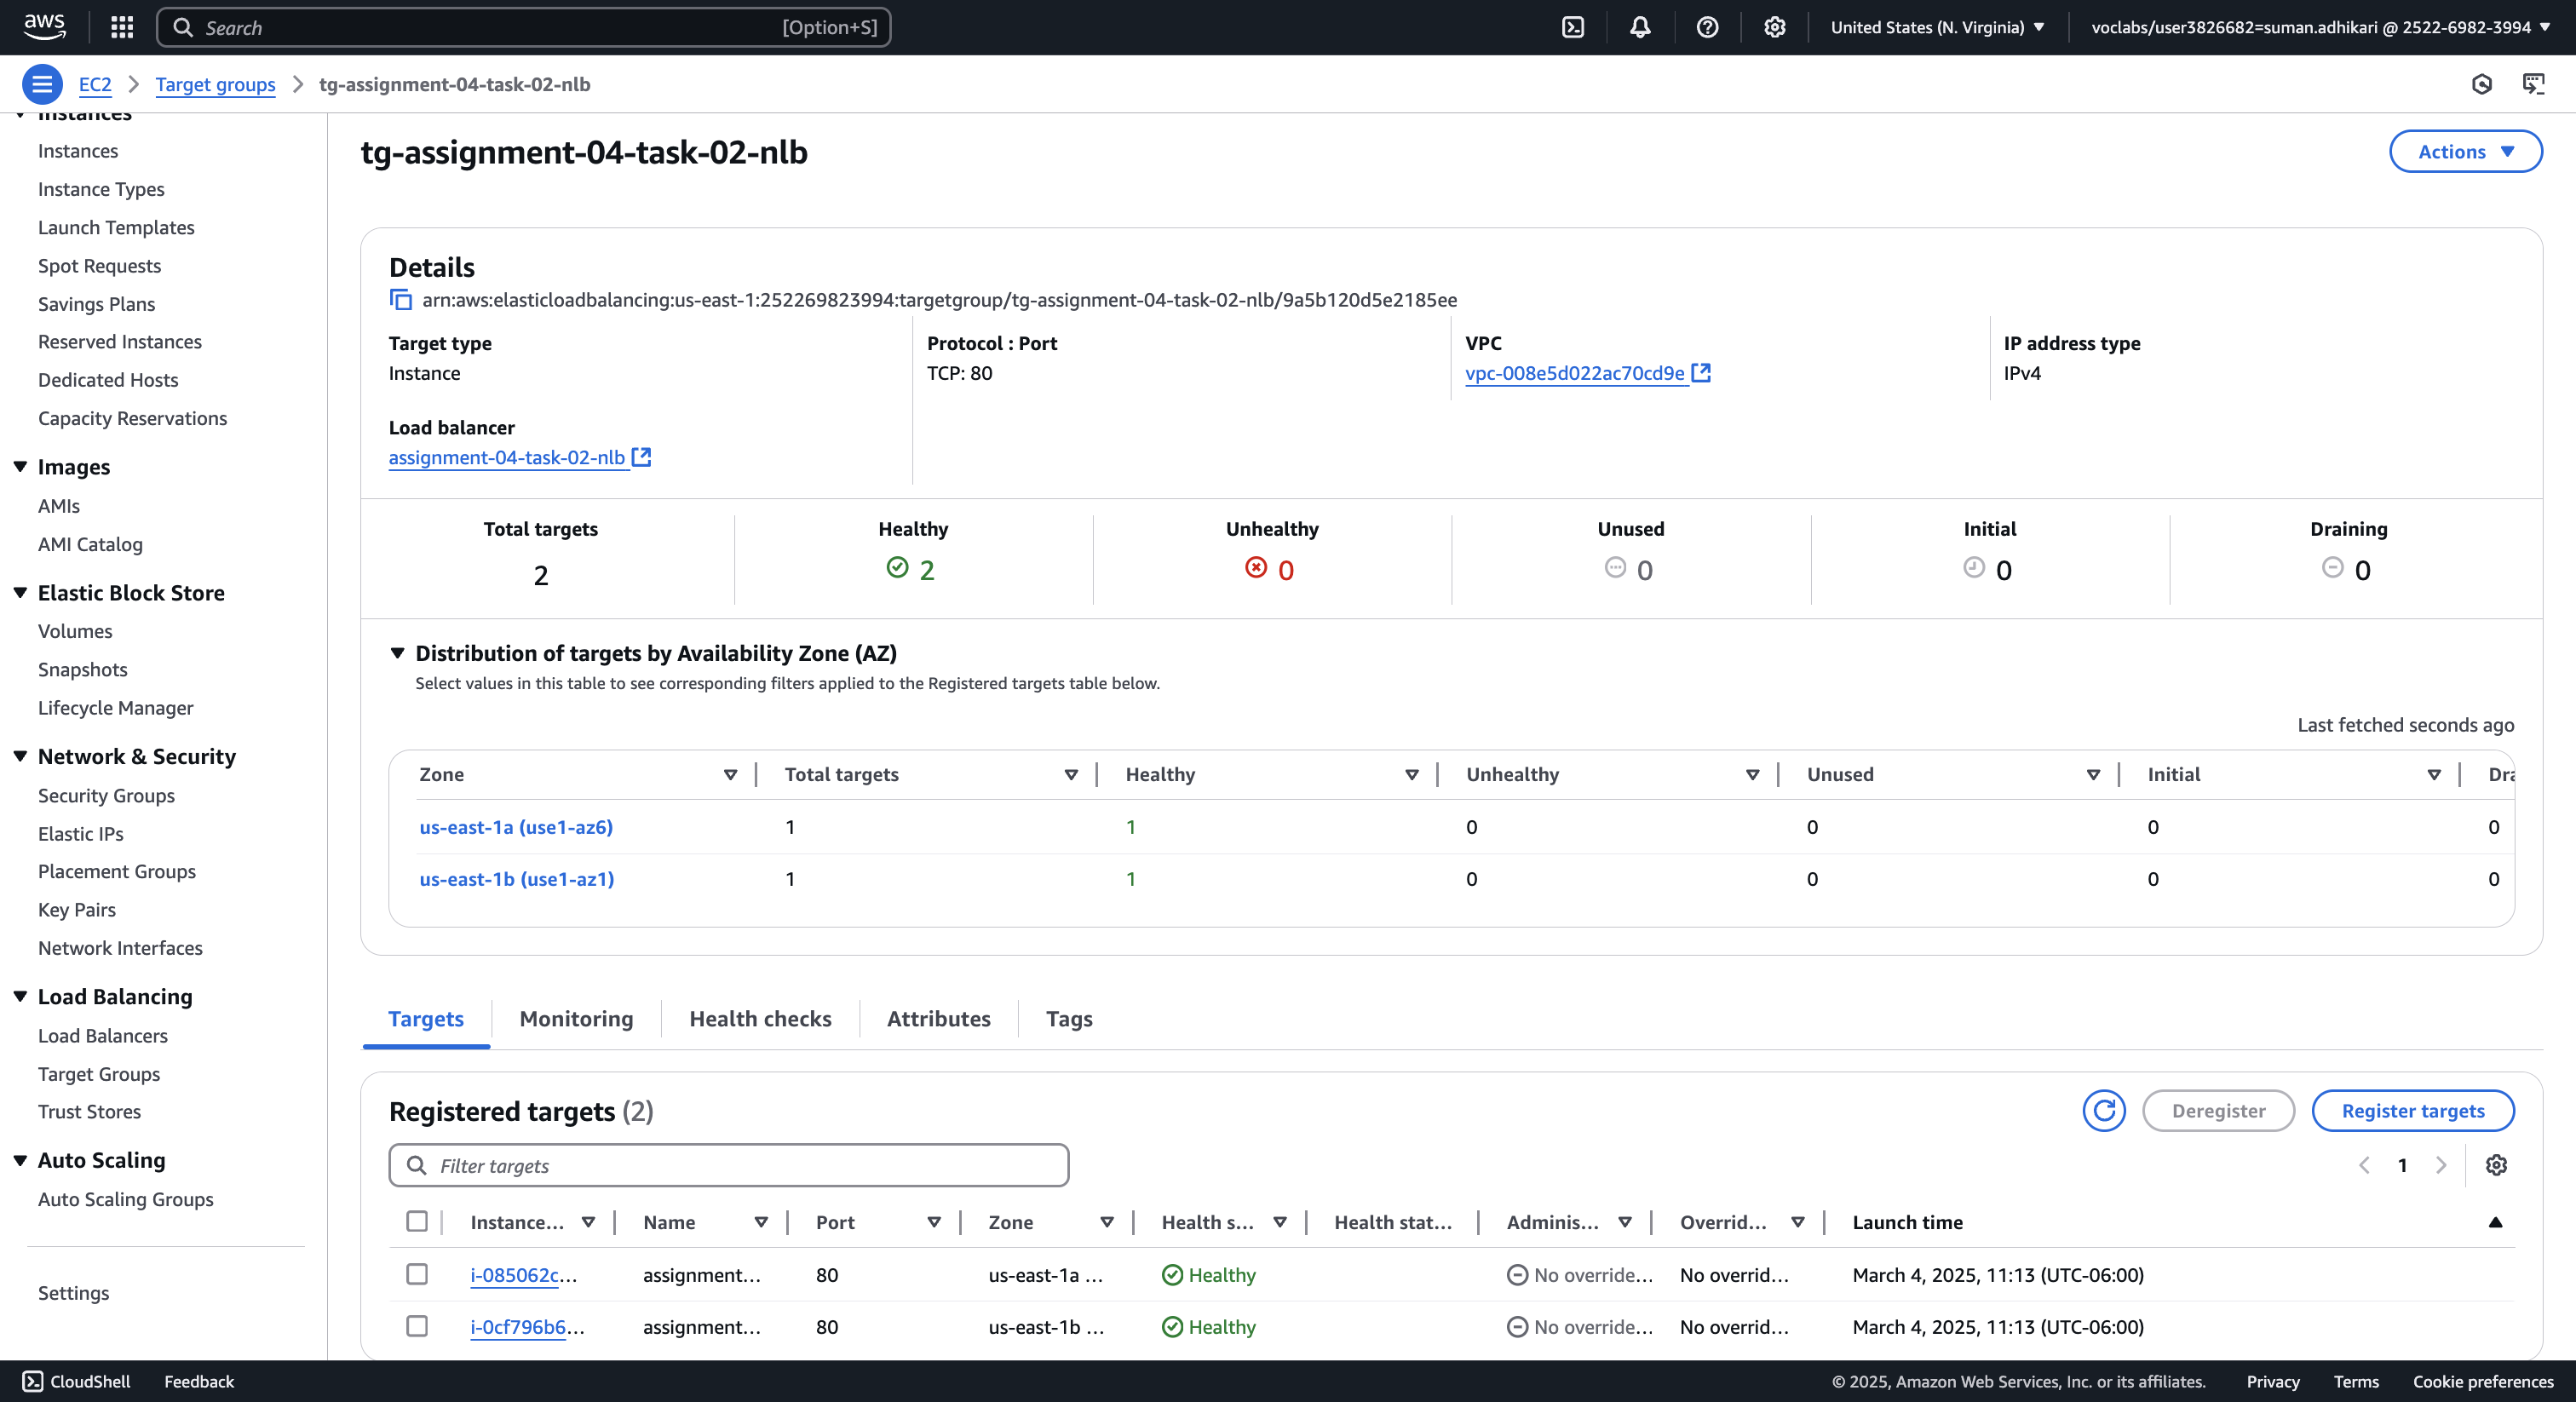 aws
Search
[Option+S]
United States (N. Virginia)
voclabs/user3826682=suman.adhikari @ 2522-6982-3994
EC2
Target groups
tg-assignment-04-task-02-nlb
Instances
Instances
Instance Types
Launch Templates
Spot Requests
Savings Plans
Reserved Instances
Dedicated Hosts
Capacity Reservations
Images
AMIs
AMI Catalog
Elastic Block Store
Volumes
Snapshots
Lifecycle Manager
Network & Security
Security Groups
Elastic IPs
Placement Groups
Key Pairs
Network Interfaces
Load Balancing
Load Balancers
Target Groups
Trust Stores
Auto Scaling
Auto Scaling Groups
Settings
tg-assignment-04-task-02-nlb
Actions
Details
arn:aws:elasticloadbalancing:us-east-1:252269823994:targetgroup/tg-assignment-04-task-02-nlb/9a5b120d5e2185ee
Target type
Instance
Protocol : Port
TCP: 80
VPC
vpc-008e5d022ac70cd9e
IP address type
IPv4
Load balancer
assignment-04-task-02-nlb
Total targets
2
Healthy
2
Unhealthy
0
Unused
0
Initial
0
Draining
0
Distribution of targets by Availability Zone (AZ)
Select values in this table to see corresponding filters applied to the Registered targets table below.
Last fetched seconds ago
Zone Total targets Healthy Unhealthy Unused Initial Dra
us-east-1a (use1-az6) 1 1 0 0 0 0
us-east-1b (use1-az1) 1 1 0 0 0 0
Targets Monitoring Health checks Attributes Tags
Registered targets (2)
Deregister
Register targets
Filter targets
1
Instance... Name Port Zone Health s... Health stat... Adminis... Overrid... Launch time
i-085062c... assignment... 80 us-east-1a ... Healthy No override... No overrid... March 4, 2025, 11:13 (UTC-06:00)
i-0cf796b6... assignment... 80 us-east-1b ... Healthy No override... No overrid... March 4, 2025, 11:13 (UTC-06:00)
CloudShell Feedback
© 2025, Amazon Web Services, Inc. or its affiliates. Privacy Terms Cookie preferences